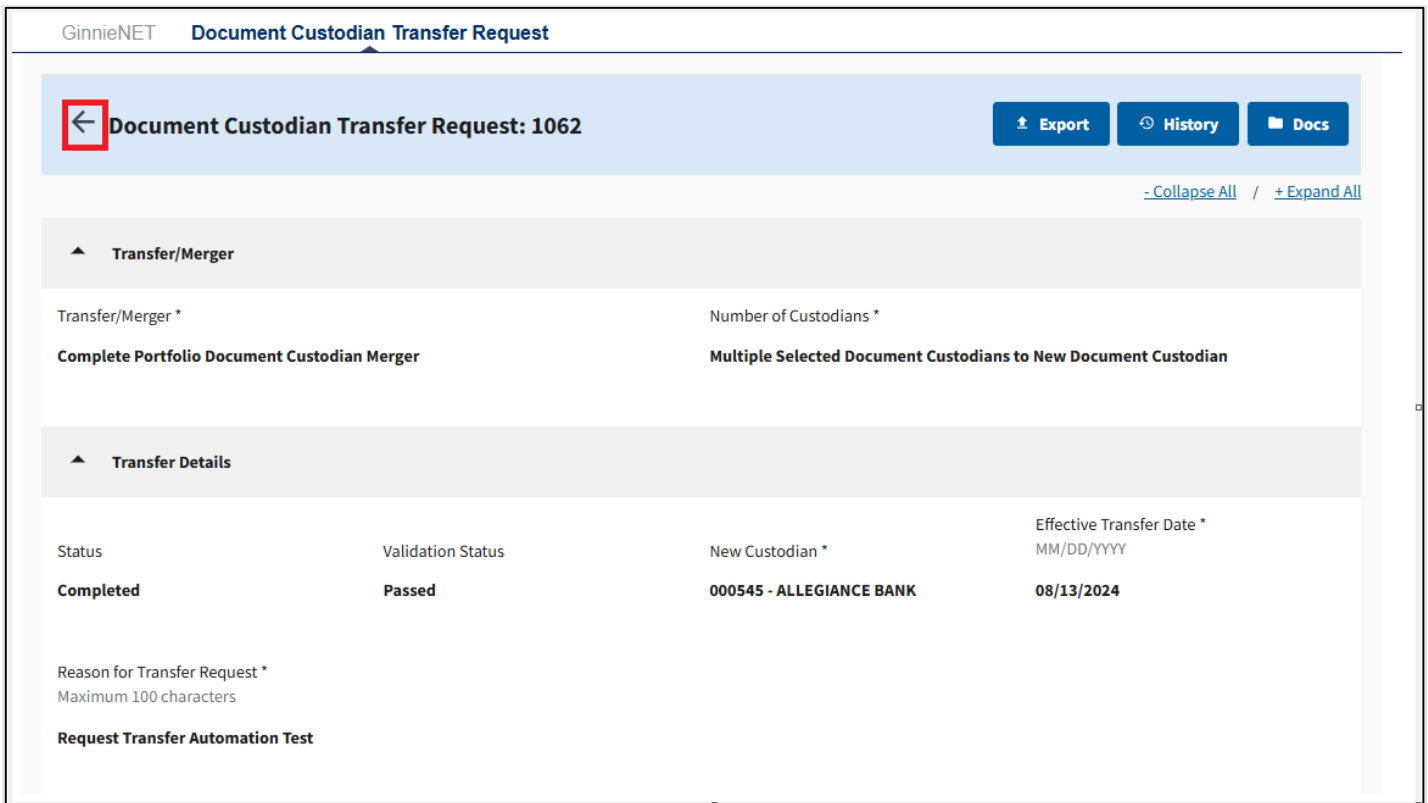 GinnieNET Document Custodian Transfer Request
← Document Custodian Transfer Request: 1062 Export History Docs
- Collapse All / + Expand All
Transfer/Merger
Transfer/Merger * Number of Custodians *
Complete Portfolio Document Custodian Merger Multiple Selected Document Custodians to New Document Custodian
Transfer Details
Effective Transfer Date *
Status Validation Status New Custodian * MM/DD/YYYY
Completed Passed 000545 - ALLEGIANCE BANK 08/13/2024
Reason for Transfer Request *
Maximum 100 characters
Request Transfer Automation Test